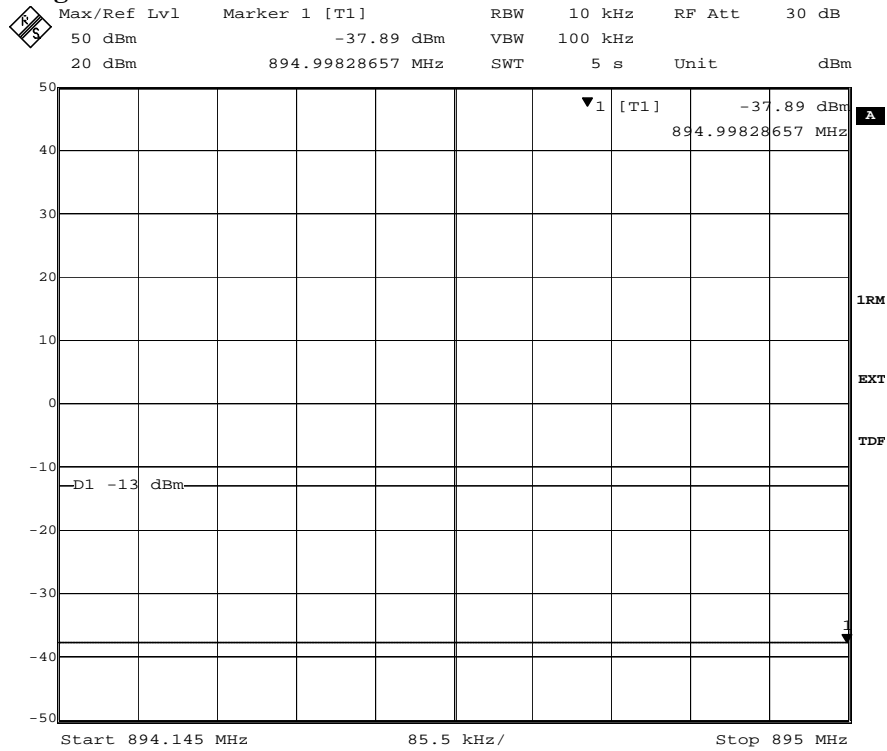 R S
Max/Ref Lvl Marker 1 [T1] RBW 10 kHz RF Att 30 dB
50 dBm -37.89 dBm VBW 100 kHz
20 dBm 894.99828657 MHz SWT 5 s Unit dBm
50
1 [T1] -37.89 dBm
A
894.99828657 MHz
40
30
20
1RM
10
EXT
0
TDF
-10
D1 -13 dBm
-20
-30
1
-40
-50
Start 894.145 MHz 85.5 kHz/ Stop 895 MHz